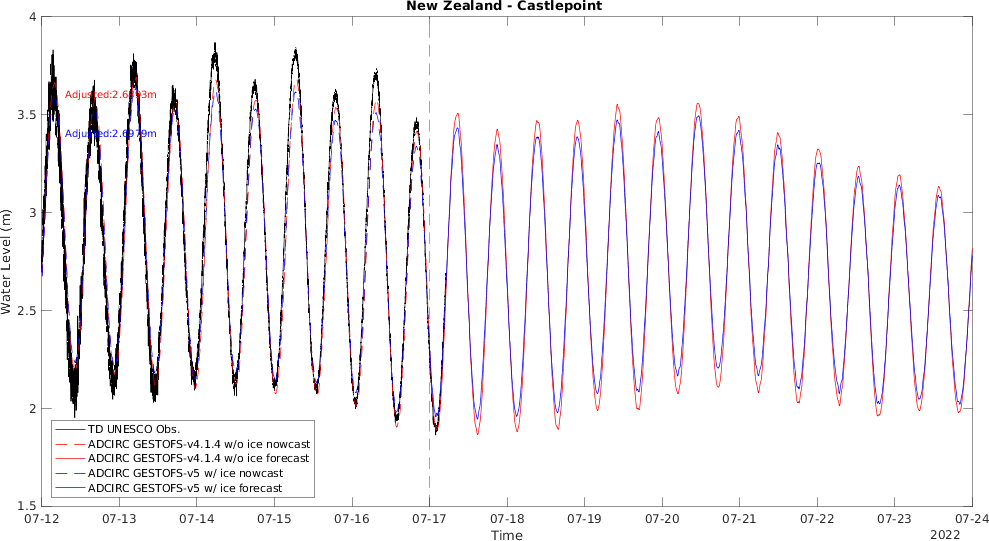 New Zealand - Castlepoint
4
3.5
3
2.5
2
1.5
Water Level (m)
Adjusted:2.6979m
TD UNESCO Obs.
ADCIRC GESTOFS-v4.1.4 w/o ice nowcast
ADCIRC GESTOFS-v4.1.4 w/o ice forecast
ADCIRC GESTOFS-v5 w/ ice nowcast
ADCIRC GESTOFS-v5 w/ ice forecast
07-12 07-13 07-14 07-15 07-16 07-17 07-18 07-19 07-20 07-21 07-22 07-23 07-24
Time
2022